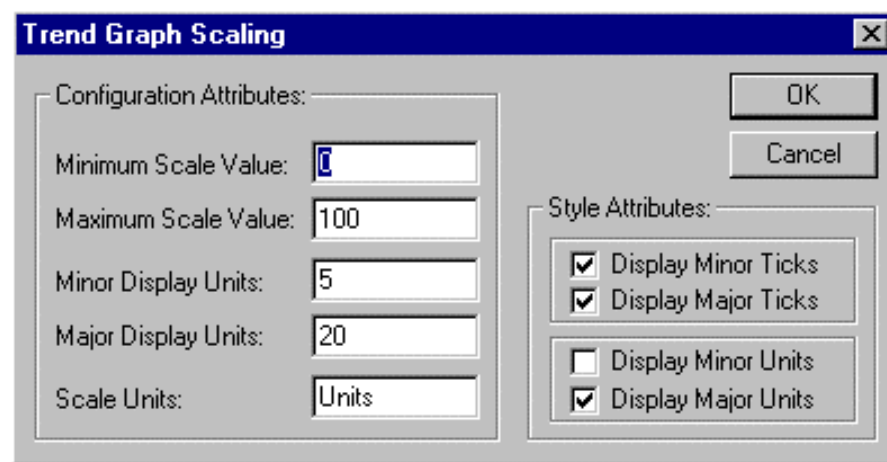 Trend Graph Scaling
Configuration Attributes:
Minimum Scale Value: 0
Maximum Scale Value: 100
Minor Display Units: 5
Major Display Units: 20
Scale Units: Units
OK
Cancel
Style Attributes:
Display Minor Ticks
Display Major Ticks
Display Minor Units
Display Major Units